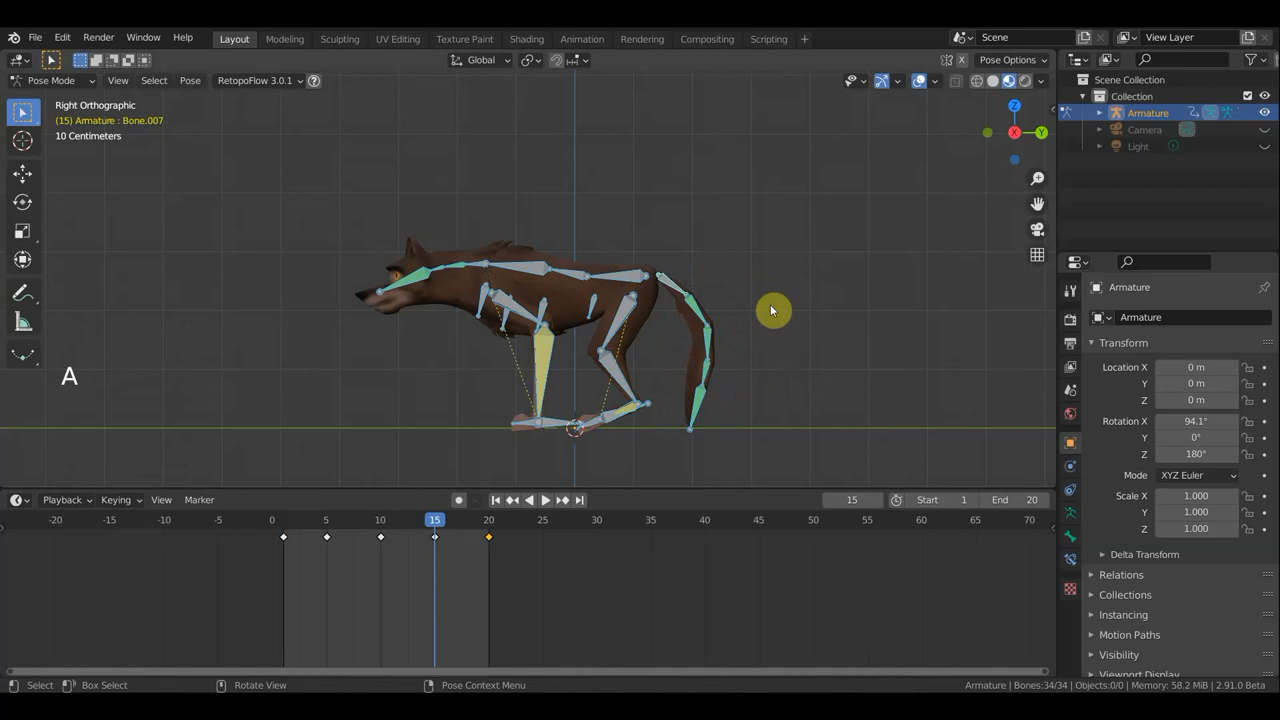 File Edit Render Window Help Layout Modeling Sculpting UV Editing Texture Paint Shading Animation Rendering Compositing Scripting + Scene View Layer
Global Pose Options
Pose Mode View Select Pose RetopoFlow 3.0.1
Right Orthographic
(15) Armature : Bone.007
10 Centimeters
Z
X
Y
A
Scene Collection
Collection
Armature
Camera
Light
Armature
Armature
Transform
Location X 0 m
Y 0 m
Z 0 m
Rotation X 94.1°
Y 0°
Z 180°
Mode XYZ Euler
Scale X 1.000
Y 1.000
Z 1.000
Delta Transform
Relations
Collections
Instancing
Motion Paths
Visibility
Viewport Display
Playback Keying View Marker 15 Start 1 End 20
-20 -15 -10 -5 0 5 10 15 20 25 30 35 40 45 50 55 60 65 70
Select Box Select Rotate View Pose Context Menu Armature | Bones:34/34 | Objects:0/0 | Memory: 58.2 MiB | 2.91.0 Beta